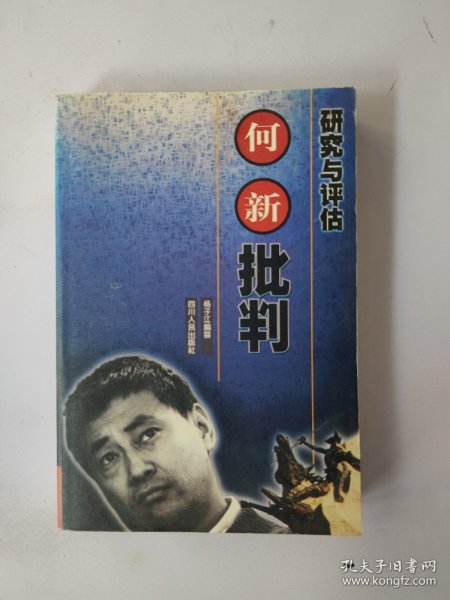 研究与评估
何新批判
杨子江编纂
四川人民出版社
孔夫子旧书网
www.kongfz.com